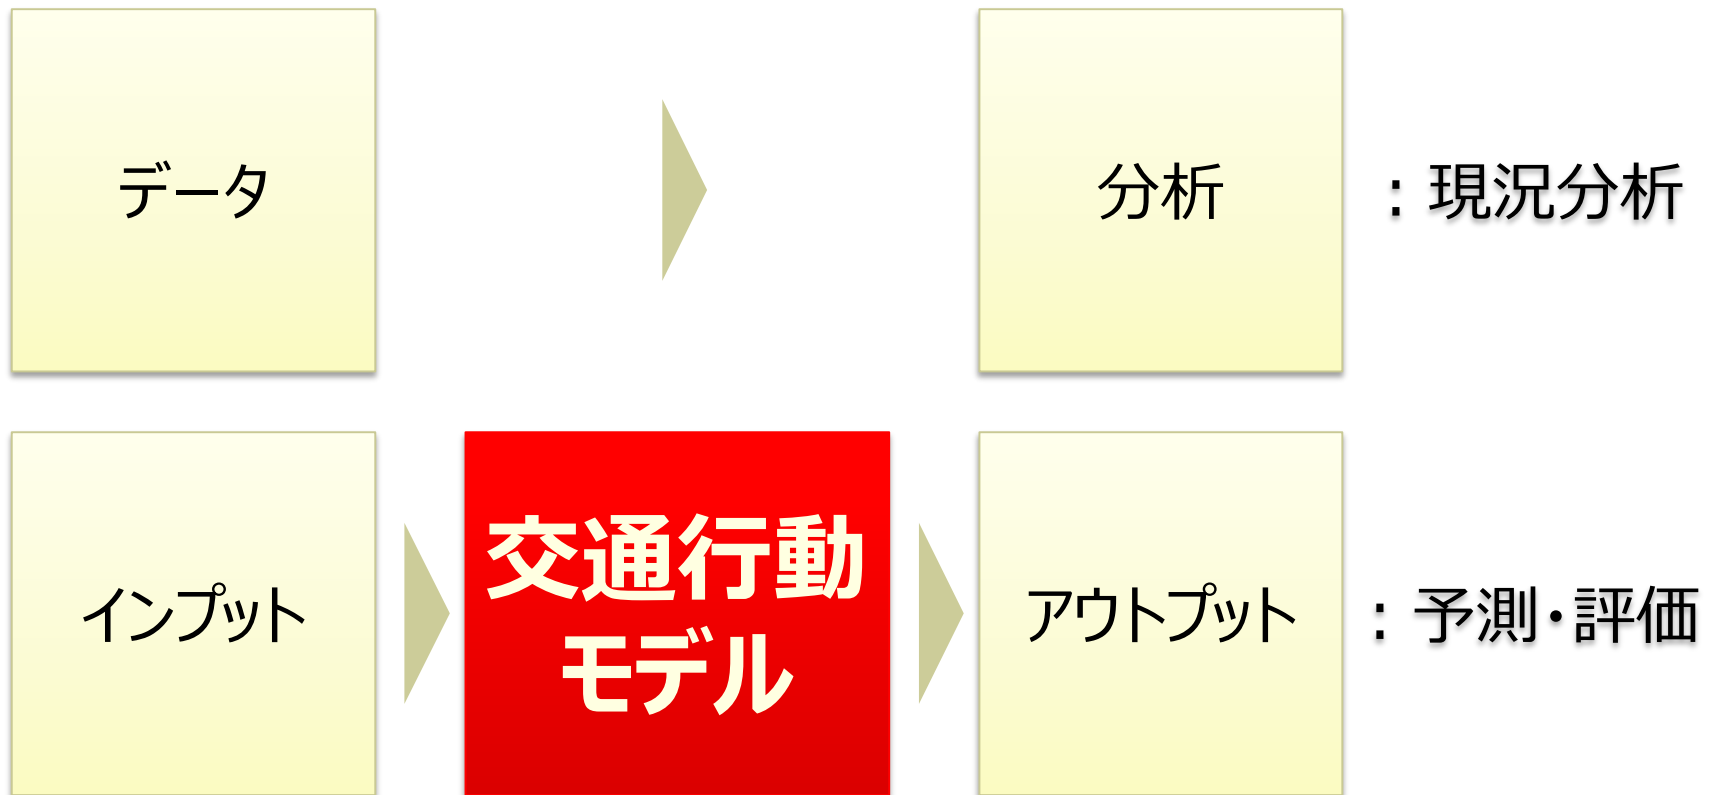 データ
分析
：現況分析
インプット
交通行動
モデル
アウトプット
：予測・評価